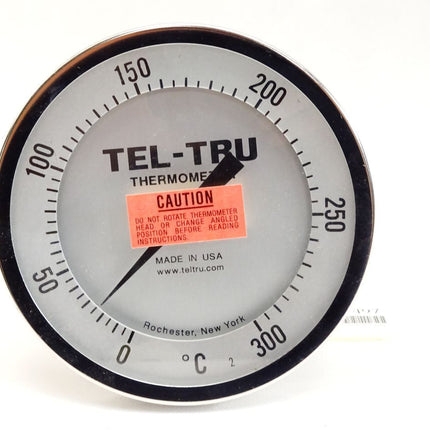 150
200
100
250
50
0
300
TEL-TRU
THERMOMETER
CAUTION
DO NOT ROTATE THERMOMETER
HEAD OR CHANGE ANGLED
POSITION BEFORE READING
INSTRUCTIONS.
MADE IN USA
www.teltru.com
Rochester, New York
°C
2